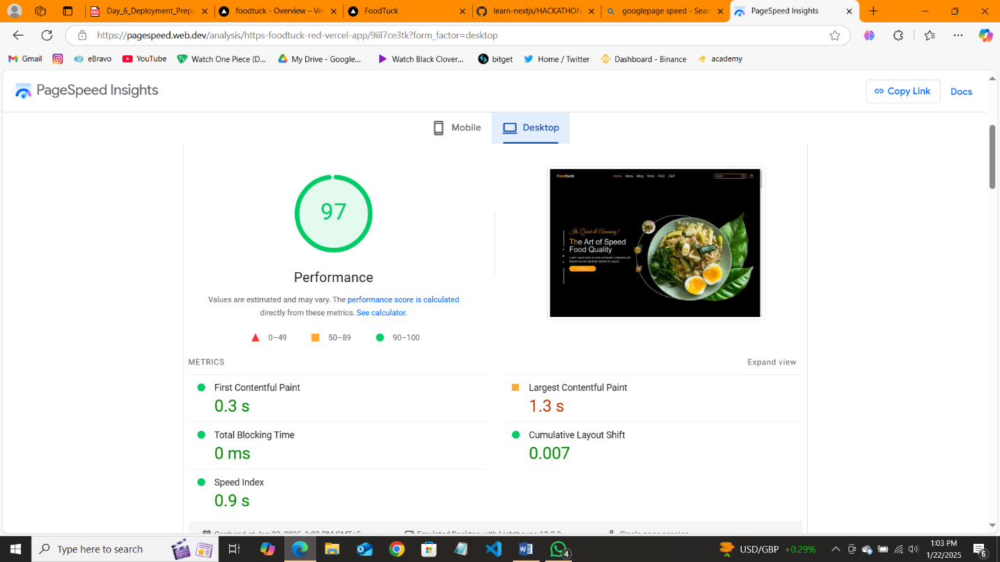 Day_6_Deployment_Prepa
foodtuck - Overview – Ve
FoodTuck
learn-nextjs/HACKATHON
googlepage speed - Sear
PageSpeed Insights
https://pagespeed.web.dev/analysis/https-foodtuck-red-vercel-app/9iil7ce3tk?form_factor=desktop
Gmail
eBravo
YouTube
Watch One Piece (D...
My Drive - Google...
Watch Black Clover...
bitget
Home / Twitter
Dashboard - Binance
academy
PageSpeed Insights
Copy Link
Docs
Mobile
Desktop
97
Performance
Values are estimated and may vary. The performance score is calculated
directly from these metrics. See calculator.
0–49
50–89
90–100
Foodtuck
Home Menu Blog Shop FAQ Q&P
Its Quick & Amusing!
The Art of Speed
Food Quality
METRICS
Expand view
First Contentful Paint
0.3 s
Largest Contentful Paint
1.3 s
Total Blocking Time
0 ms
Cumulative Layout Shift
0.007
Speed Index
0.9 s
Type here to search
4
USD/GBP +0.29%
1:03 PM
1/22/2025
6